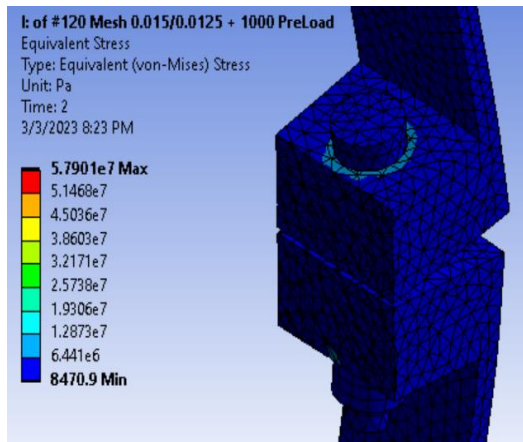 I: of #120 Mesh 0.015/0.0125 + 1000 PreLoad
Equivalent Stress
Type: Equivalent (von-Mises) Stress
Unit: Pa
Time: 2
3/3/2023 8:23 PM
5.7901e7 Max
5.1468e7
4.5036e7
3.8603e7
3.2171e7
2.5738e7
1.9306e7
1.2873e7
6.441e6
8470.9 Min